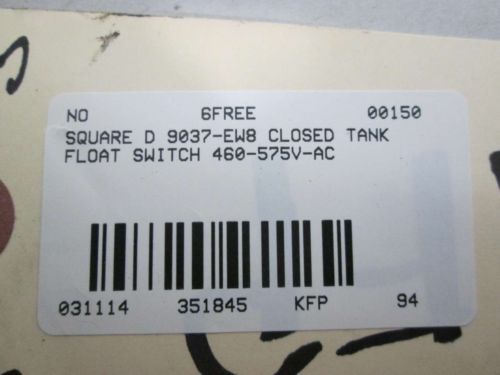 NO 6FREE 00150
SQUARE D 9037-EW8 CLOSED TANK
FLOAT SWITCH 460-575V-AC
031114 351845 KFP 94